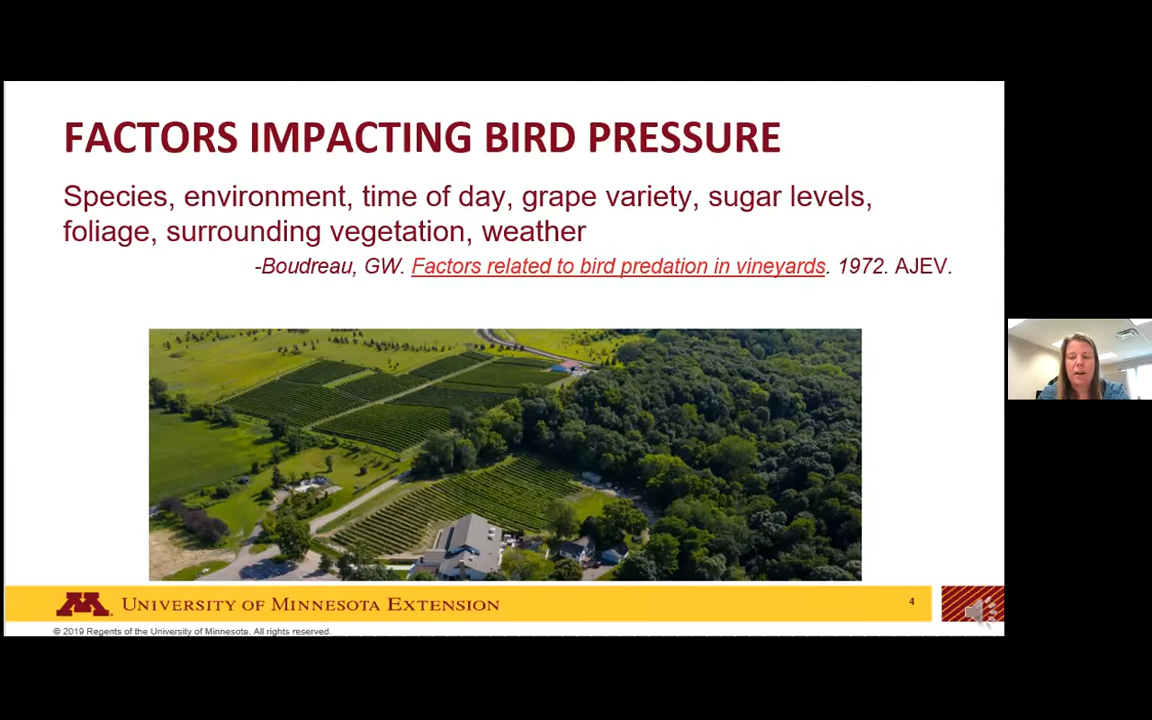 FACTORS IMPACTING BIRD PRESSURE
Species, environment, time of day, grape variety, sugar levels,
foliage, surrounding vegetation, weather
-Boudreau, GW. Factors related to bird predation in vineyards. 1972. AJEV.
UNIVERSITY OF MINNESOTA EXTENSION
4
© 2019 Regents of the University of Minnesota. All rights reserved.